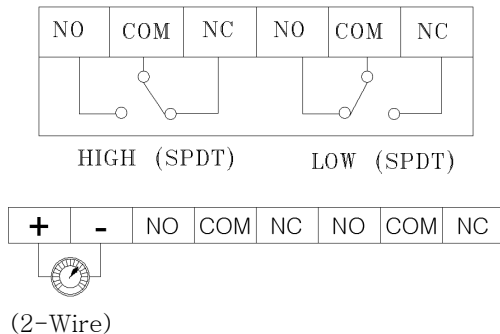 NO COM NC NO COM NC
HIGH (SPDT) LOW (SPDT)
+ - NO COM NC NO COM NC
(2-Wire)